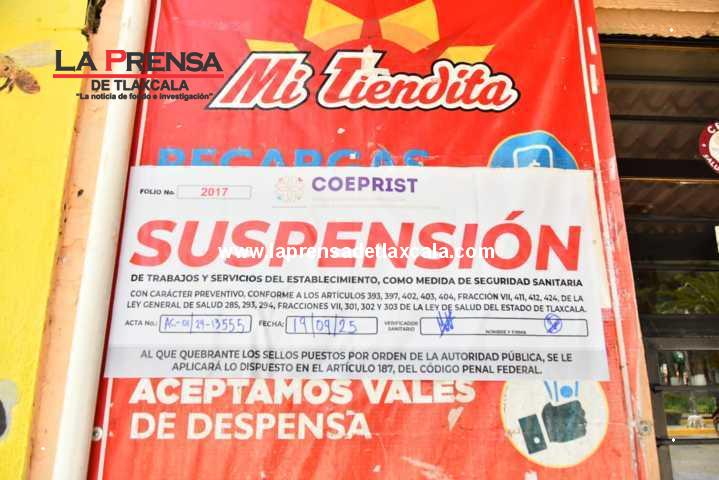 LA PRENSA
DE TLAXCALA
"La noticia de fondo e investigación"
Mi Tiendita
RECARGAS
FOLIO No. 2017
COEPRIST
SUSPENSIÓN
www.laprensadetlaxcala.com
DE TRABAJOS Y SERVICIOS DEL ESTABLECIMIENTO, COMO MEDIDA DE SEGURIDAD SANITARIA
CON CARÁCTER PREVENTIVO, CONFORME A LOS ARTÍCULOS 393, 397, 402, 403, 404, FRACCIÓN VII, 411, 412, 424, DE LA
LEY GENERAL DE SALUD 285, 293, 294, FRACCIONES VII, 301, 302 Y 303 DE LA LEY DE SALUD DEL ESTADO DE TLAXCALA.
ACTA No.: AC-01/29-13555 FECHA: 19/09/25 VERIFICADOR SANITARIO
NOMBRE Y FIRMA
AL QUE QUEBRANTE LOS SELLOS PUESTOS POR ORDEN DE LA AUTORIDAD PÚBLICA, SE LE
APLICARÁ LO DISPUESTO EN EL ARTÍCULO 187, DEL CÓDIGO PENAL FEDERAL.
ACEPTAMOS VALES
DE DESPENSA